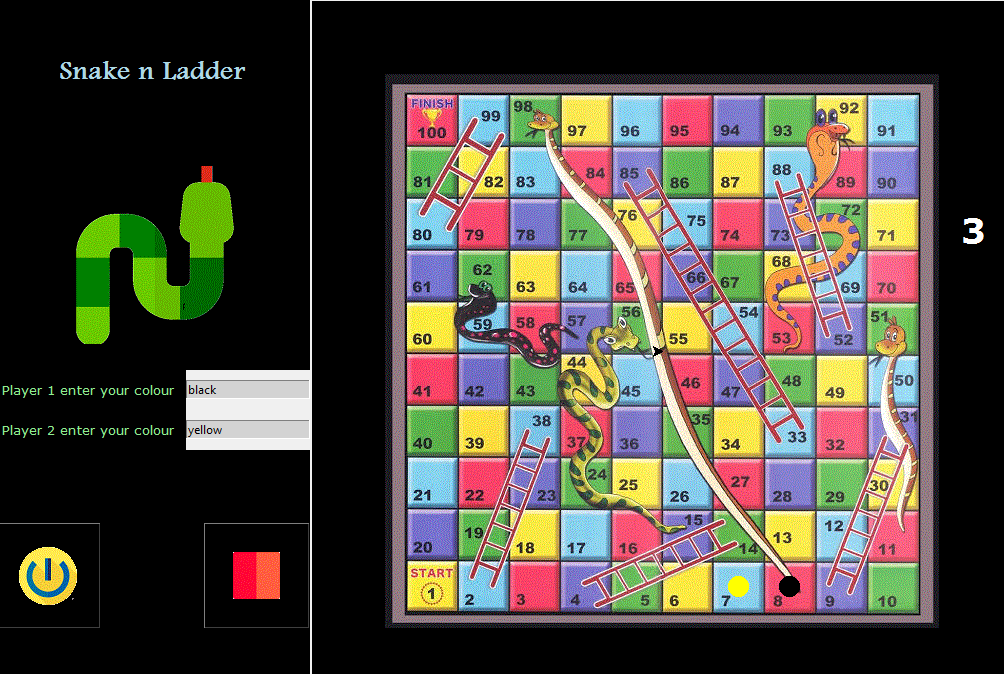 Snake n Ladder
Player 1 enter your colour black
Player 2 enter your colour yellow
FINISH
100 99 98 97 96 95 94 93 92 91
81 82 83 84 85 86 87 88 89 90
80 79 78 77 76 75 74 73 72 71
61 62 63 64 65 66 67 68 69 70
60 59 58 57 56 55 54 53 52 51
41 42 43 44 45 46 47 48 49 50
40 39 38 37 36 35 34 33 32 31
21 22 23 24 25 26 27 28 29 30
20 19 18 17 16 15 14 13 12 11
START
1 2 3 4 5 6 7 8 9 10
3